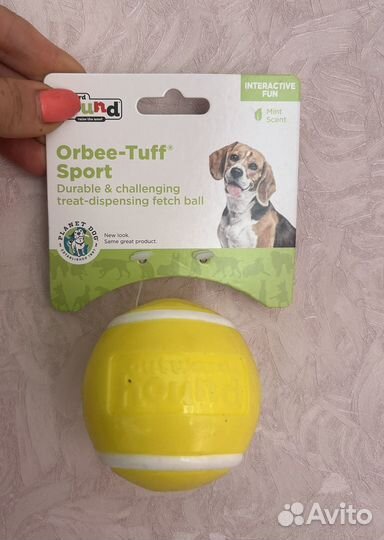 INTERACTIVE
FUN
Mint
Scent
Orbee-Tuff®
Sport
Durable & challenging
treat-dispensing fetch ball
PLANET DOG
New look.
Same great product.
Avito